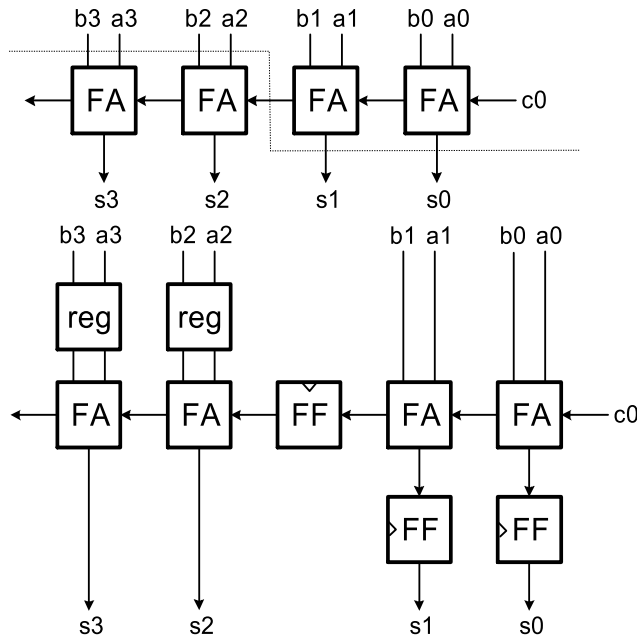 b3 a3 b2 a2 b1 a1 b0 a0
FA FA FA FA c0
s3 s2 s1 s0
b3 a3 b2 a2 b1 a1 b0 a0
reg reg
FA FA FF FA FA c0
FF FF
s3 s2 s1 s0